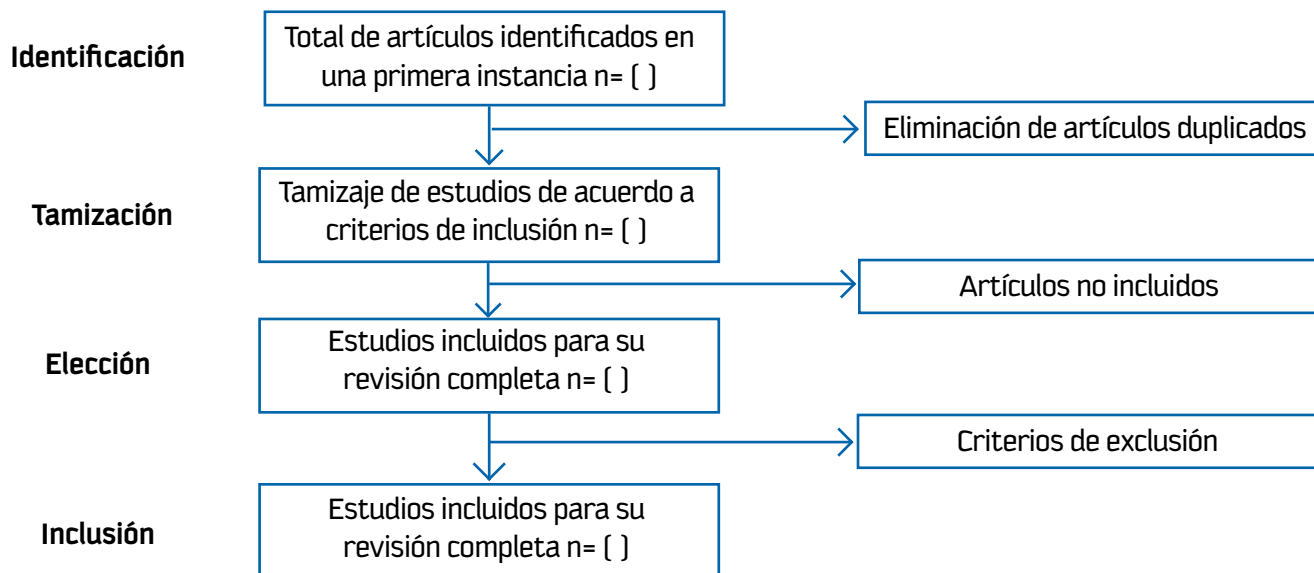 Identificación
Total de artículos identificados en
una primera instancia n= ( )
Eliminación de artículos duplicados
Tamización
Tamizaje de estudios de acuerdo a
criterios de inclusión n= ( )
Artículos no incluidos
Elección
Estudios incluidos para su
revisión completa n= ( )
Criterios de exclusión
Inclusión
Estudios incluidos para su
revisión completa n= ( )